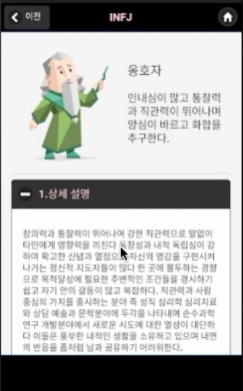 이전
INFJ
옹호자
인내심이 많고 통찰력
과 직관력이 뛰어나며
양심이 바르고 화합을
추구한다.
1.상세 설명
창의력과 통찰력이 뛰어나며 강한 직관력으로 말없이
타인에게 영향력을 끼친다 독창성과 내적 독립심이 강
하며 확고한 신념과 열정으로 자신의 영감을 구현시켜
나가는 정신적 지도자들이 많다 한 곳에 몰두하는 경향
으로 목적달성에 필요한 주변적인 조건들을 경시하기
쉽고 자기 안의 갈등이 많고 복잡하다. 직관력과 사람
중심의 가치를 중시하는 분야 즉 성직 심리학 심리치료
와 상담 예술과 문학분야에 두각을 나타내며 순수과학
연구 개발분야에서 새로운 시도에 대한 열성이 대단하
다 이들은 풍부한 내적인 생활을 소유하고 있으며 내면
의 반응을 좀처럼 남과 공유하기 어려워한다.